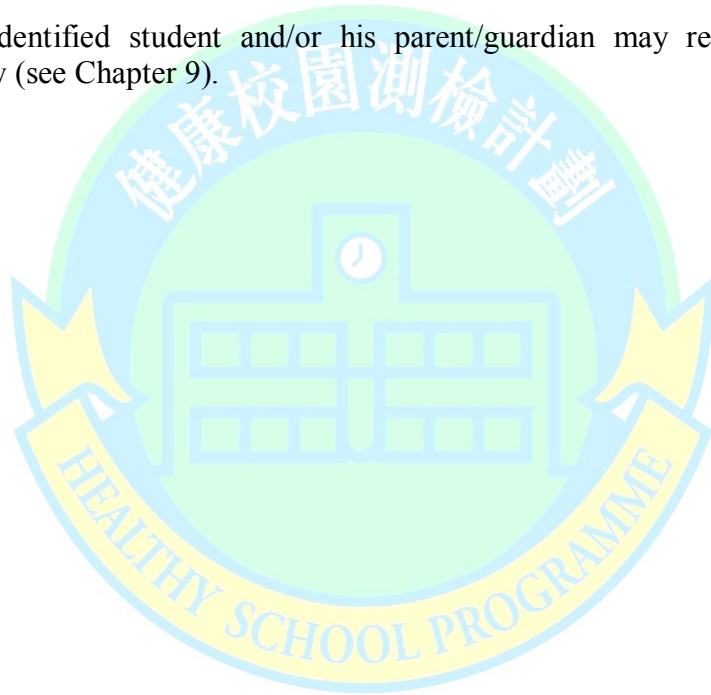 dentified student and/or his parent/guardian may re
y (see Chapter 9).
健康校園測檢計劃
HEALTHY SCHOOL PROGRAMME